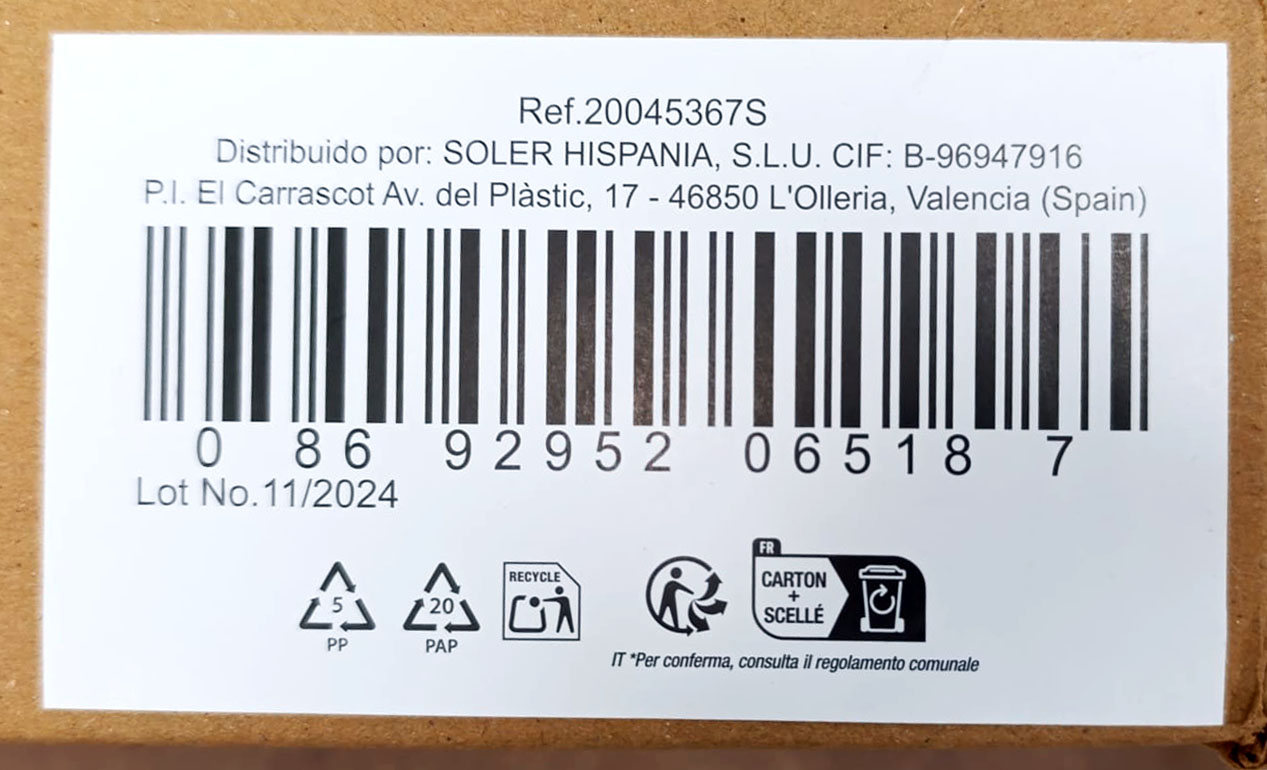 Ref.20045367S
Distribuido por: SOLER HISPANIA, S.L.U. CIF: B-96947916
P.I. El Carrascot Av. del Plàstic, 17 - 46850 L'Olleria, Valencia (Spain)
0 86 92952 06518 7
Lot No.11/2024
5
PP
20
PAP
RECYCLE
FR
CARTON
+
SCELLÉ
IT *Per conferma, consulta il regolamento comunale